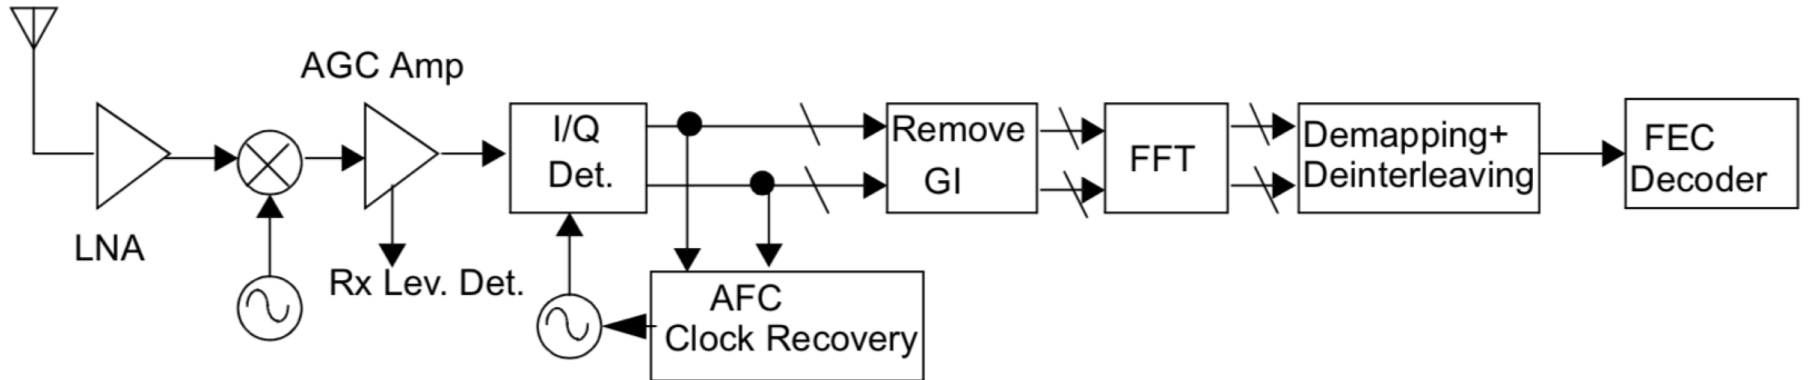 AGC Amp
LNA
Rx Lev. Det.
I/Q
Det.
AFC
Clock Recovery
Remove
GI
FFT
Demapping+
Deinterleaving
FEC
Decoder